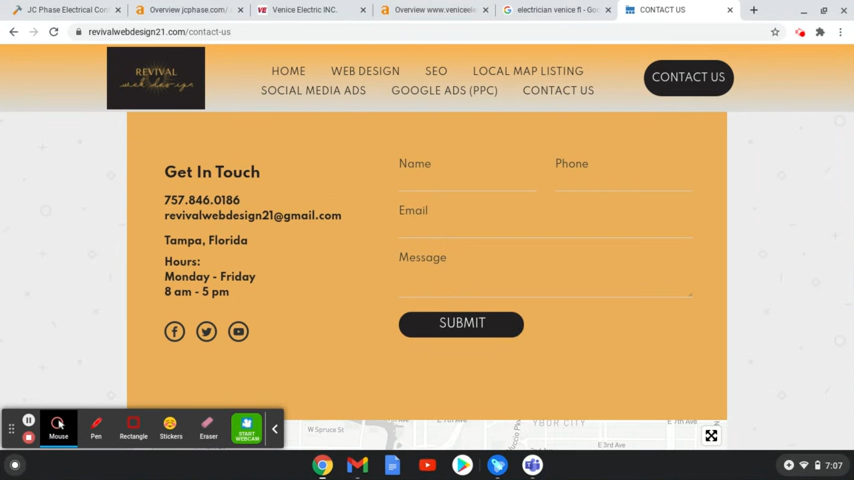 JC Phase Electrical Con
Overview jcphase.com/
Venice Electric INC.
Overview www.veniceele
electrician venice fl - Goo
CONTACT US
revivalwebdesign21.com/contact-us
REVIVAL
web design
HOME WEB DESIGN SEO LOCAL MAP LISTING
SOCIAL MEDIA ADS GOOGLE ADS (PPC) CONTACT US
CONTACT US
Get In Touch
757.846.0186
revivalwebdesign21@gmail.com
Tampa, Florida
Hours:
Monday - Friday
8 am - 5 pm
Name Phone
Email
Message
SUBMIT
Mouse Pen Rectangle Stickers Eraser START
WEBCAM
W Spruce St
YBOR CITY
E 3rd Ave
E 7th Ave
7:07